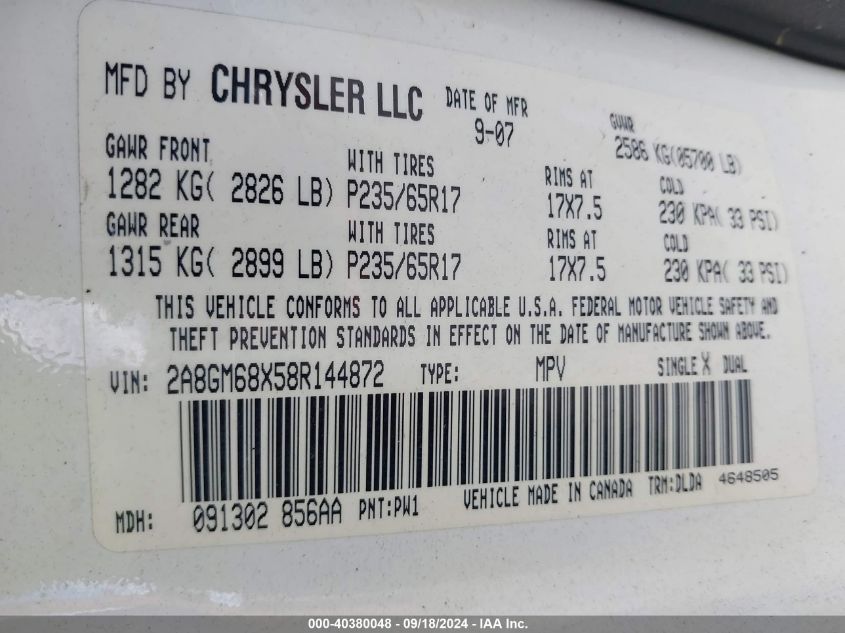 MFD BY CHRYSLER LLC DATE OF MFR GVWR
9-07 2586 KG(05700 LB)
GAWR FRONT WITH TIRES RIMS AT COLD
1282 KG( 2826 LB) P235/65R17 17X7.5 230 KPA( 33 PSI)
GAWR REAR WITH TIRES RIMS AT COLD
1315 KG( 2899 LB) P235/65R17 17X7.5 230 KPA( 33 PSI)
THIS VEHICLE CONFORMS TO ALL APPLICABLE U.S.A. FEDERAL MOTOR VEHICLE SAFETY AND
THEFT PREVENTION STANDARDS IN EFFECT ON THE DATE OF MANUFACTURE SHOWN ABOVE.
VIN: 2A8GM68X58R144872 TYPE: MPV SINGLE X DUAL
MDH: 091302 856AA PNT:PW1 VEHICLE MADE IN CANADA TRM:DLDA 4648505
000-40380048 - 09/18/2024 - IAA Inc.